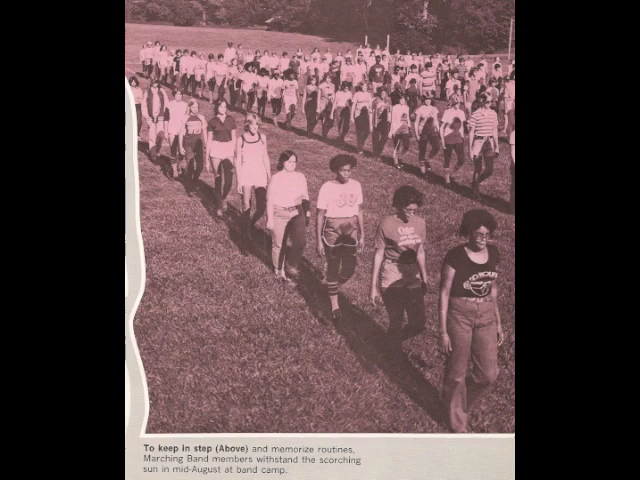 88
To keep in step (Above) and memorize routines,
Marching Band members withstand the scorching
sun in mid-August at band camp.